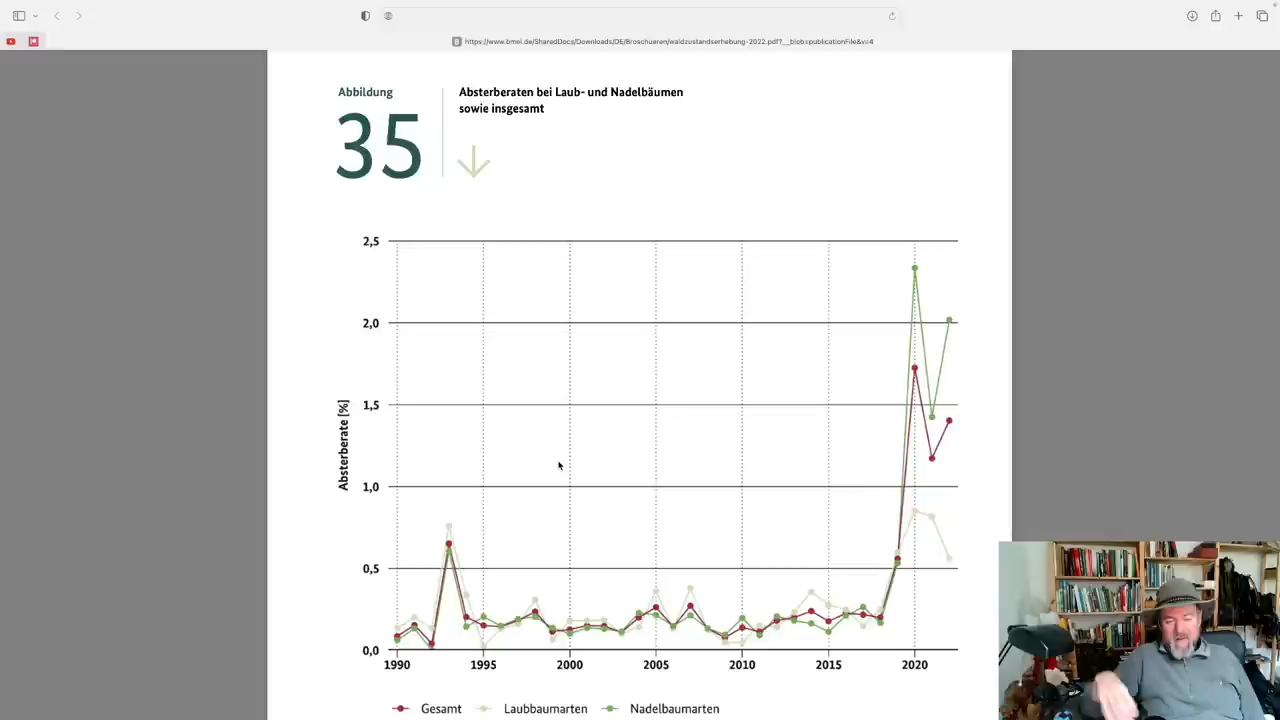 https://www.bmel.de/SharedDocs/Downloads/DE/Broschueren/waldzustandserhebung-2022.pdf?__blob=publicationFile&v=4
Abbildung
35
Absterberaten bei Laub- und Nadelbäumen
sowie insgesamt
2,5
2,0
1,5
1,0
0,5
0,0
Absterberate [%]
1990 1995 2000 2005 2010 2015 2020
Gesamt Laubbaumarten Nadelbaumarten